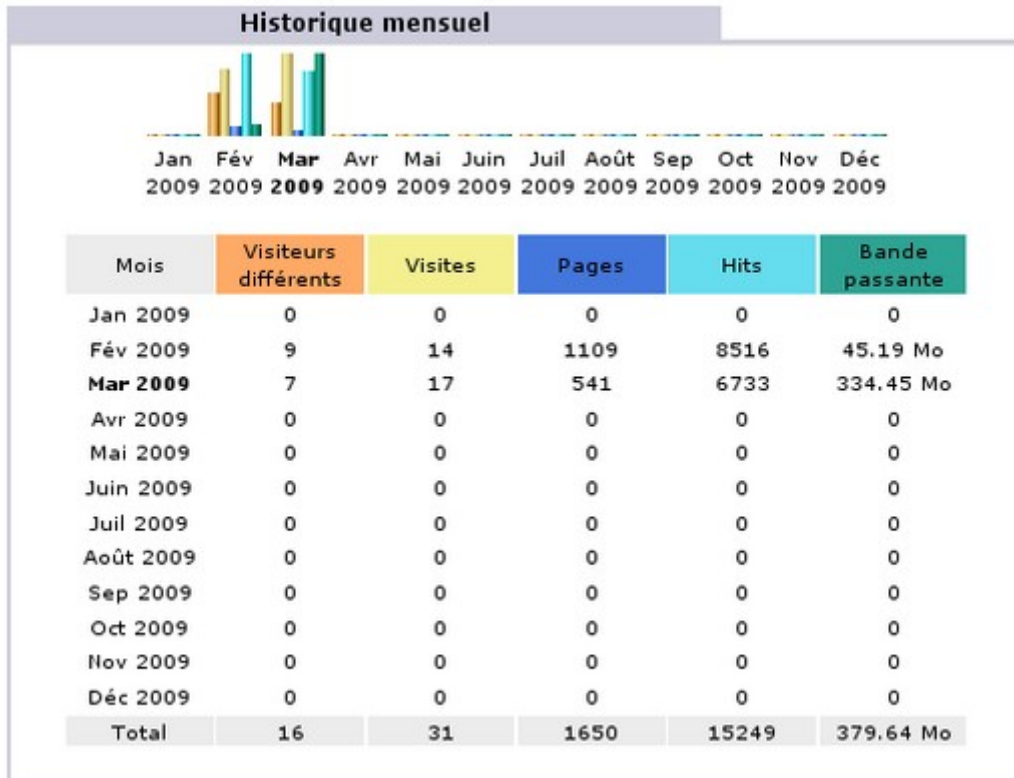 Historique mensuel
Jan Fév Mar Avr Mai Juin Juil Août Sep Oct Nov Déc
2009 2009 2009 2009 2009 2009 2009 2009 2009 2009 2009 2009
Mois Visiteurs différents Visites Pages Hits Bande passante
Jan 2009 0 0 0 0 0
Fév 2009 9 14 1109 8516 45.19 Mo
Mar 2009 7 17 541 6733 334.45 Mo
Avr 2009 0 0 0 0 0
Mai 2009 0 0 0 0 0
Juin 2009 0 0 0 0 0
Juil 2009 0 0 0 0 0
Août 2009 0 0 0 0 0
Sep 2009 0 0 0 0 0
Oct 2009 0 0 0 0 0
Nov 2009 0 0 0 0 0
Déc 2009 0 0 0 0 0
Total 16 31 1650 15249 379.64 Mo